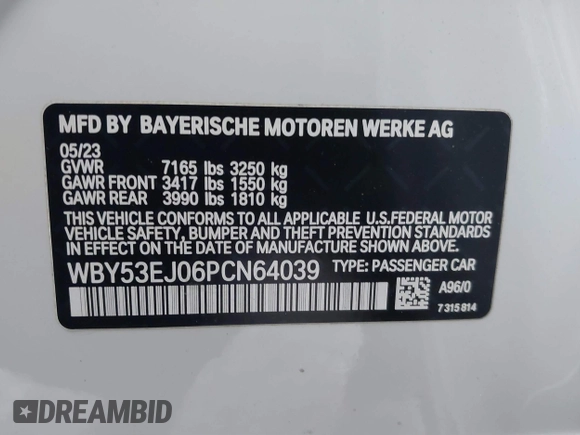 MFD BY BAYERISCHE MOTOREN WERKE AG
05/23
GVWR 7165 lbs 3250 kg
GAWR FRONT 3417 lbs 1550 kg
GAWR REAR 3990 lbs 1810 kg
THIS VEHICLE CONFORMS TO ALL APPLICABLE U.S.FEDERAL MOTOR
VEHICLE SAFETY, BUMPER AND THEFT PREVENTION STANDARDS
IN EFFECT ON THE DATE OF MANUFACTURE SHOWN ABOVE.
WBY53EJ06PCN64039 TYPE: PASSENGER CAR
A96/0
7 315 814
DREAMBID